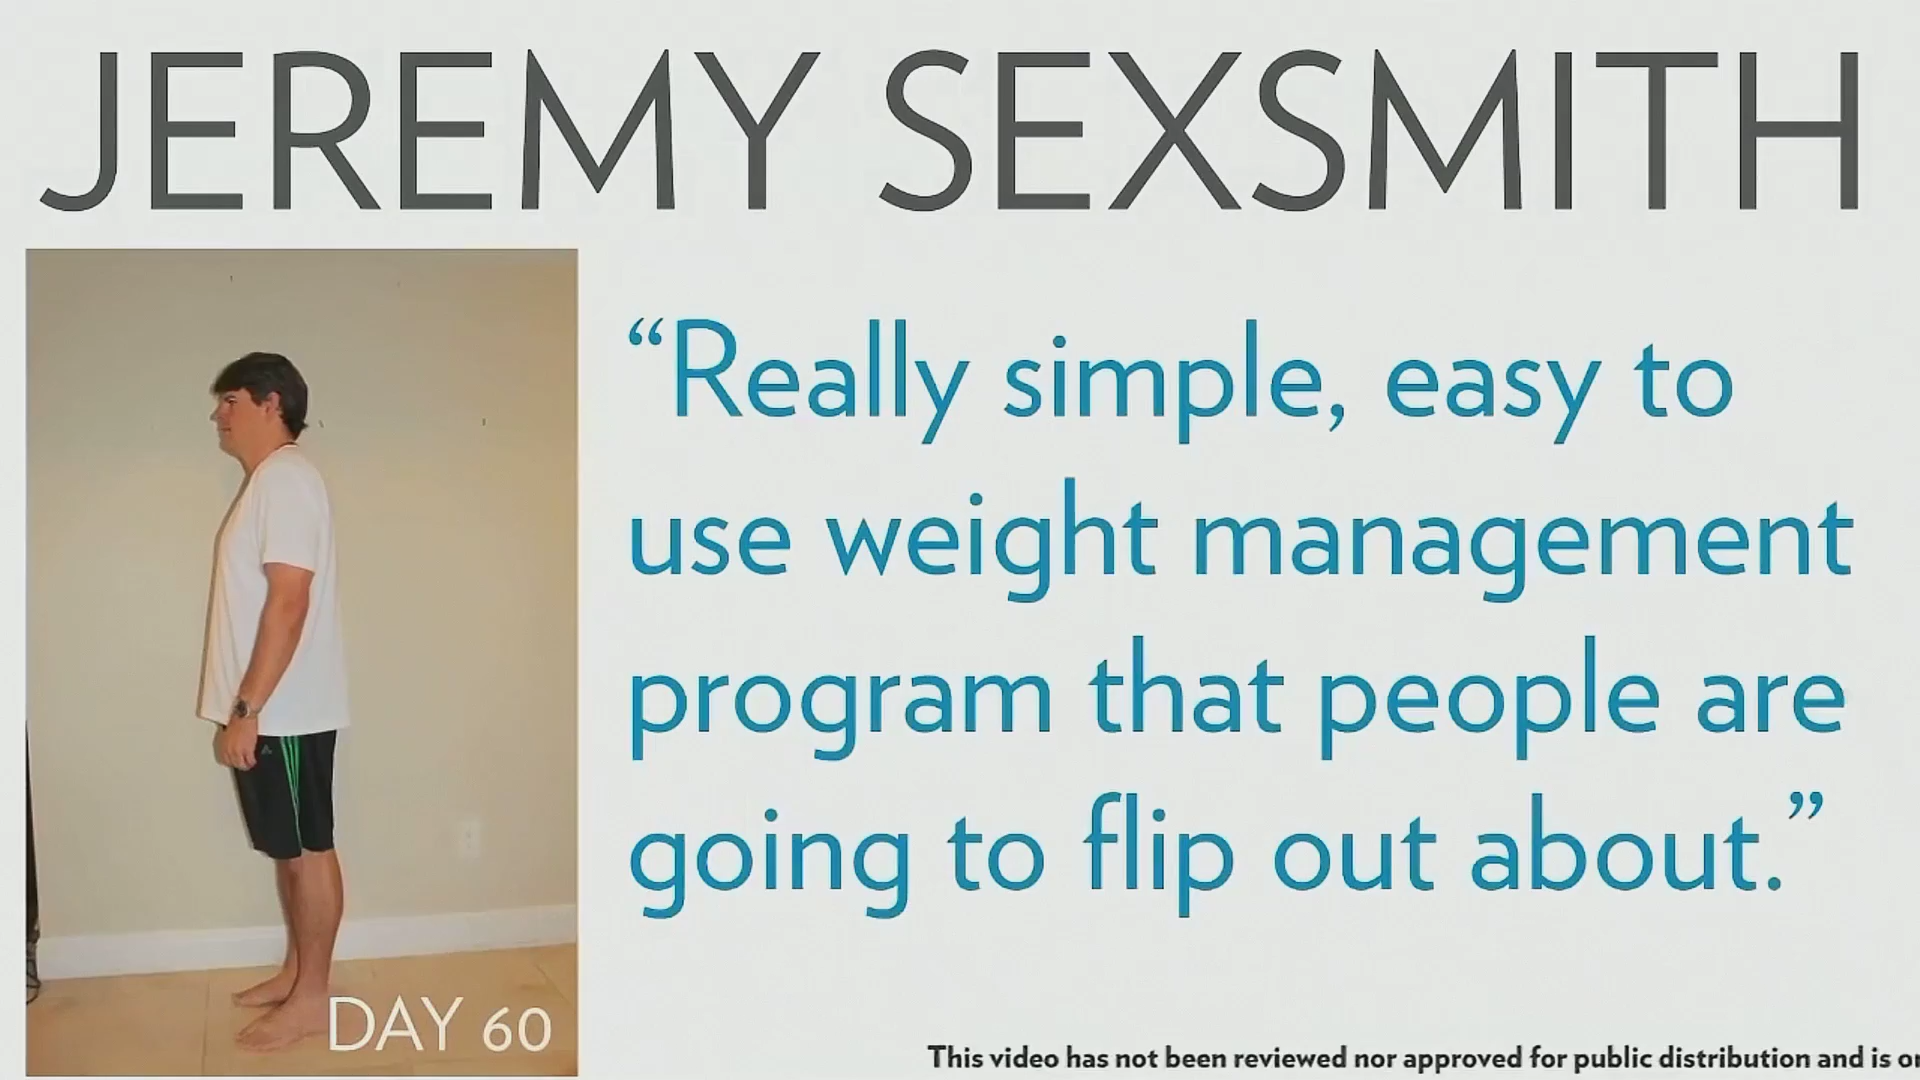 JEREMY SEXSMITH
“Really simple, easy to
use weight management
program that people are
going to flip out about.”
DAY 60
This video has not been reviewed nor approved for public distribution and is